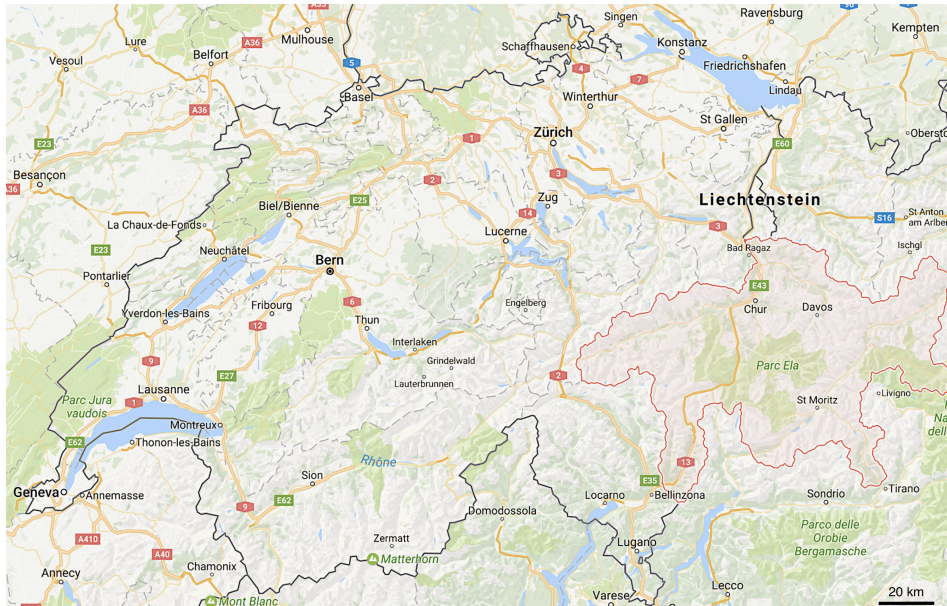 A35
Singen
Ravensburg
Lure
A36
Mulhouse
Kempten
Vesoul
Belfort
Schaffhausen
Konstanz
5
4
7
Friedrichshafen
Basel
Lindau
Winterthur
A36
St Gallen
E23
1
Zürich
E60
Oberst
Besançon
A36
2
3
Zug
Liechtenstein
Biel/Bienne
E25
14
La Chaux-de-Fonds
3
S16
St Anton
am Arlber
Lucerne
Neuchâtel
E23
Bad Ragaz
Ischgl
Bern
Pontarlier
E43
6
Engelberg
Chur
Davos
Yverdon-les-Bains
Fribourg
12
Thun
Interlaken
9
Grindelwald
Parc Ela
E27
2
Lauterbrunnen
Lausanne
Livigno
Parc Jura
vaudois
1
St Moritz
Na
dell
Montreux
E62
Thonon-les-Bains
Rhône
13
Sion
E35
Geneva
Annemasse
E62
Locarno
Bellinzona
Sondrio
Tirano
9
Domodossola
Parco delle
Orobie
Bergamasche
A410
Zermatt
Lugano
A40
Matterhorn
Annecy
Chamonix
Lecco
20 km
Mont Blanc
Varese